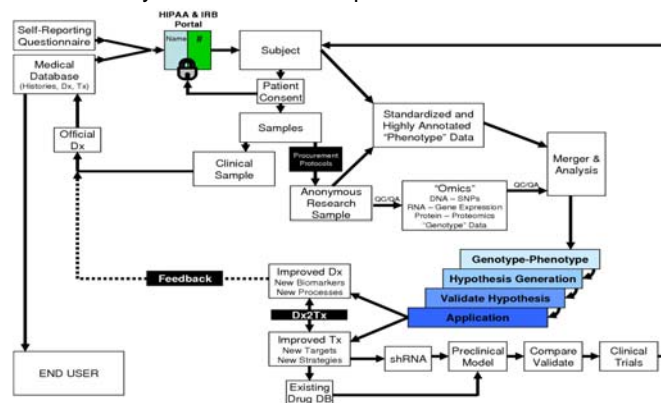 HIPAA & IRB
Portal
Name
#
Self-Reporting
Questionnaire
Medical
Database
(Histories, Dx, Tx)
Subject
Patient
Consent
Official
Dx
Samples
Clinical
Sample
Procurement
Protocols
Standardized and
Highly Annotated
"Phenotype" Data
Anonymous
Research
Sample
QC/QA
"Omics"
DNA – SNPs
RNA – Gene Expression
Protein – Proteomics
"Genotype" Data
QC/QA
Merger &
Analysis
Genotype-Phenotype
Hypothesis Generation
Validate Hypothesis
Application
Feedback
Improved Dx
New Biomarkers
New Processes
Dx2Tx
Improved Tx
New Targets
New Strategies
shRNA
Preclinical
Model
Compare
Validate
Clinical
Trials
Existing
Drug DB
END USER